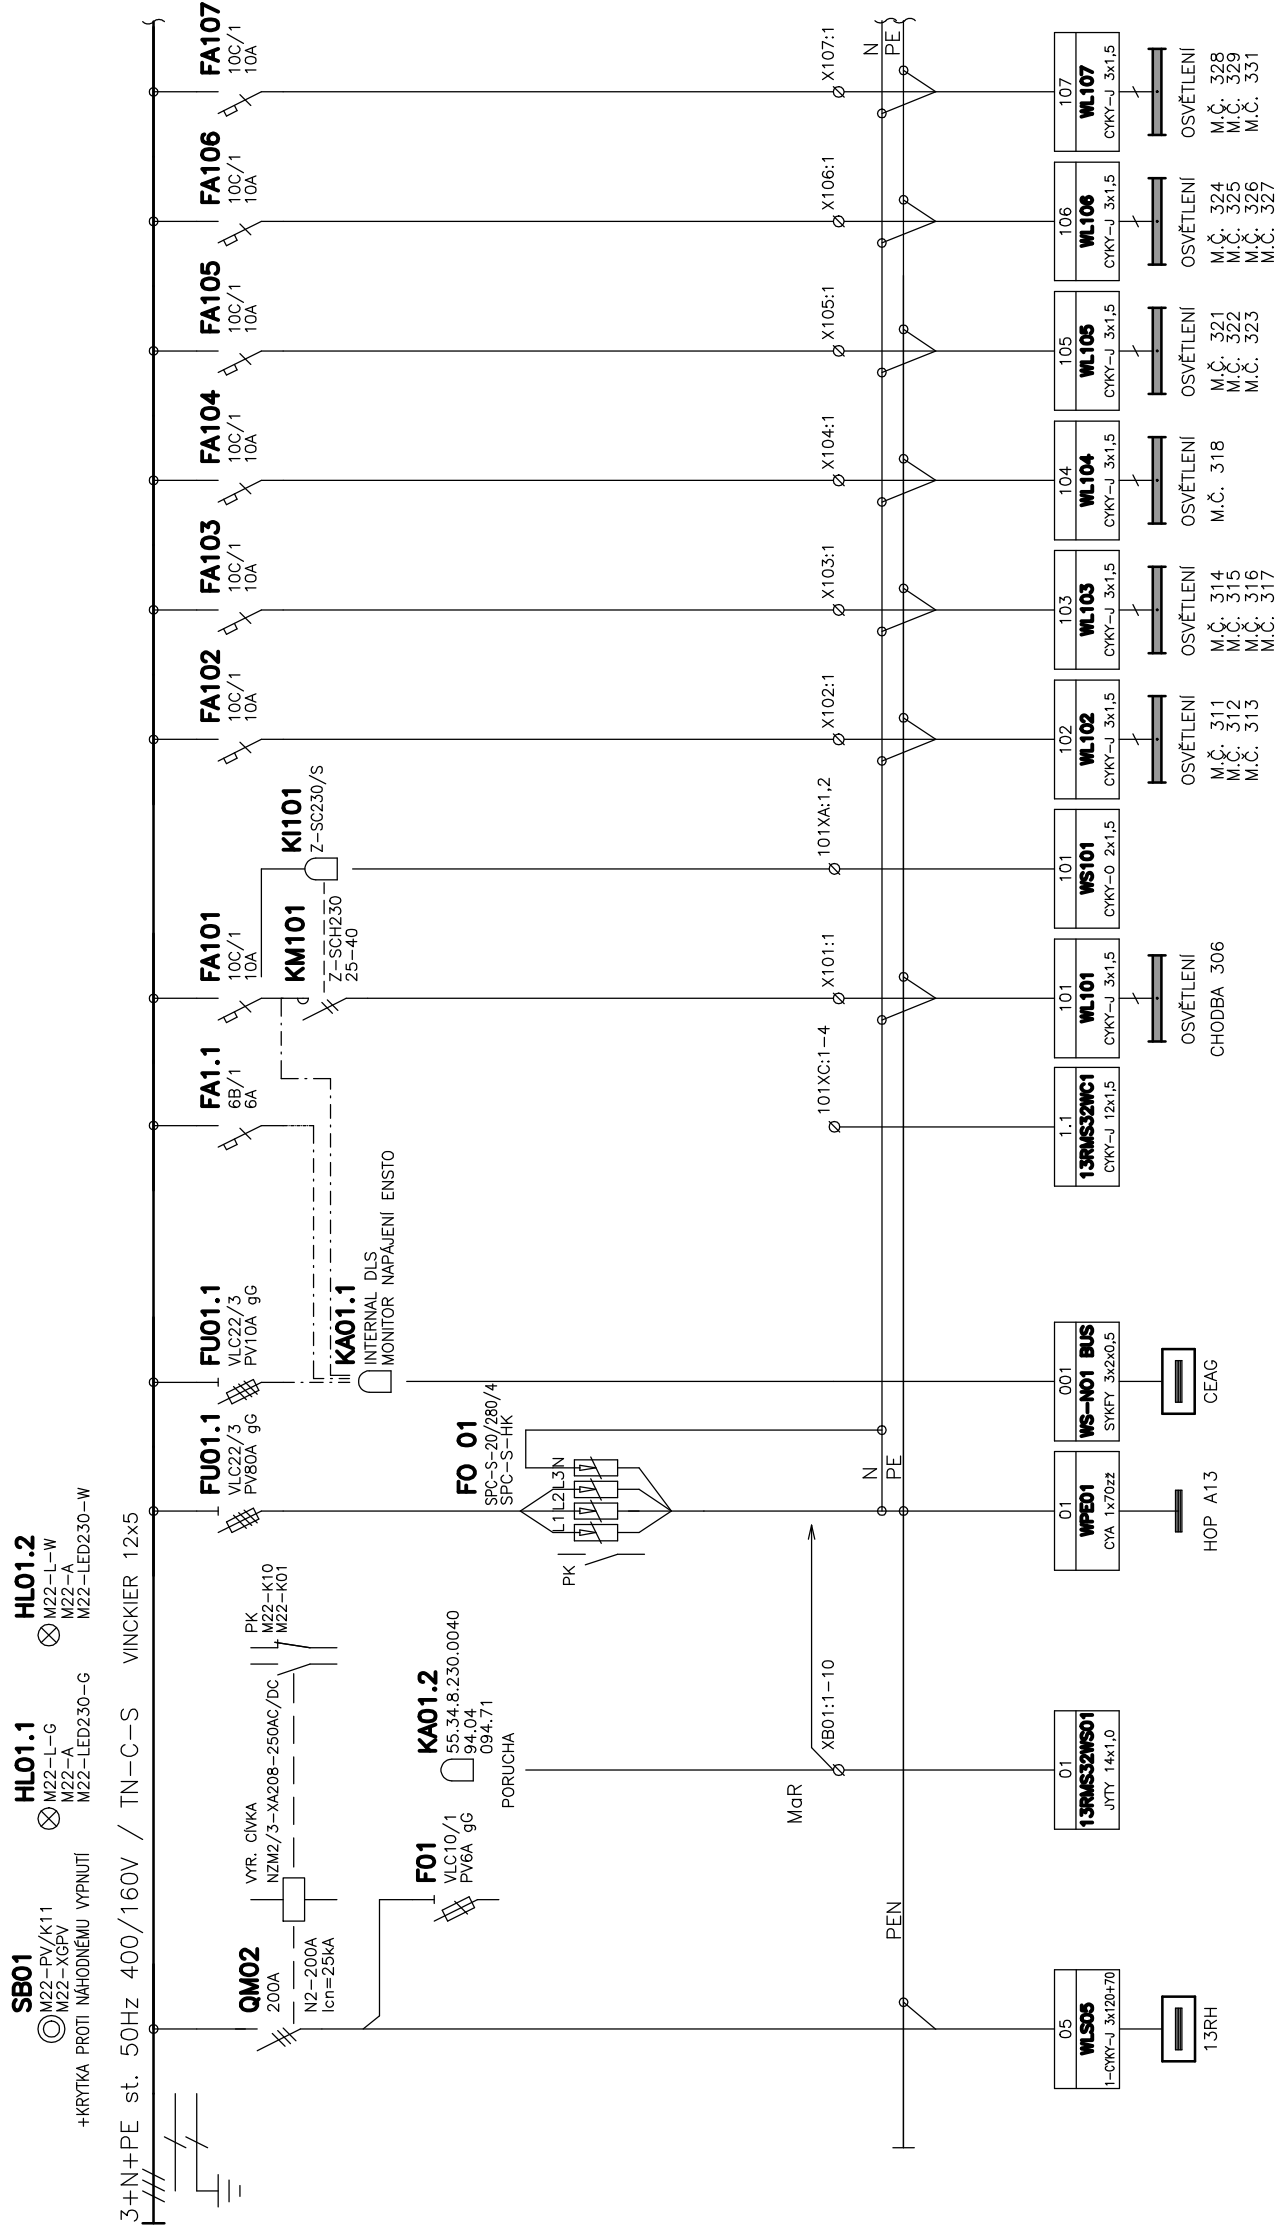 SB01
M22-PV/K11
M22-XGPV
+KRYTKA PROTI NÁHODNÉMU VYPNUTÍ
HL01.1
M22-L-G
M22-A
M22-LED230-G
HL01.2
M22-L-W
M22-A
M22-LED230-W
3+N+PE st. 50Hz 400/160V / TN-C-S
VINCKIER 12x5
QM02
200A
N2-200A
Icn=25kA
VYR. CÍVKA
NZM2/3-XA208-250AC/DC
PK
M22-K10
M22-K01
F01
VLC10/1
PV6A gG
KA01.2
55.34.8.230.0040
94.04
094.71
PORUCHA
FU01.1
VLC22/3
PV80A gG
FU01.1
VLC22/3
PV10A gG
FO 01
SPC-S-20/280/4
SPC-S-HK
PK
L1
L2
L3
N
KA01.1
INTERNAL DLS
MONITOR NAPÁJENÍ ENSTO
FA1.1
6B/1
6A
FA101
10C/1
10A
KM101
Z-SCH230
25-40
KI101
Z-SC230/S
FA102
10C/1
10A
FA103
10C/1
10A
FA104
10C/1
10A
FA105
10C/1
10A
FA106
10C/1
10A
FA107
10C/1
10A
MaR
XB01:1-10
101XC:1-4
X101:1
101XA:1,2
X102:1
X103:1
X104:1
X105:1
X106:1
X107:1
PEN
N
PE
N
PE
05
WLS05
1-CYKY-J 3x120+70
13RH
01
13RMS32WS01
JYTY 14x1,0
01
WPE01
CYA 1x70zž
HOP A13
001
WS-N01 BUS
SYKFY 3x2x0,5
CEAG
1.1
13RMS32WC1
CYKY-J 12x1,5
101
WL101
CYKY-J 3x1,5
OSVĚTLENÍ
CHODBA 306
101
WS101
CYKY-O 2x1,5
102
WL102
CYKY-J 3x1,5
OSVĚTLENÍ
M.Č. 311
M.Č. 312
M.Č. 313
103
WL103
CYKY-J 3x1,5
OSVĚTLENÍ
M.Č. 314
M.Č. 315
M.Č. 316
M.Č. 317
104
WL104
CYKY-J 3x1,5
OSVĚTLENÍ
M.Č. 318
105
WL105
CYKY-J 3x1,5
OSVĚTLENÍ
M.Č. 321
M.Č. 322
M.Č. 323
106
WL106
CYKY-J 3x1,5
OSVĚTLENÍ
M.Č. 324
M.Č. 325
M.Č. 326
M.Č. 327
107
WL107
CYKY-J 3x1,5
OSVĚTLENÍ
M.Č. 328
M.Č. 329
M.Č. 331